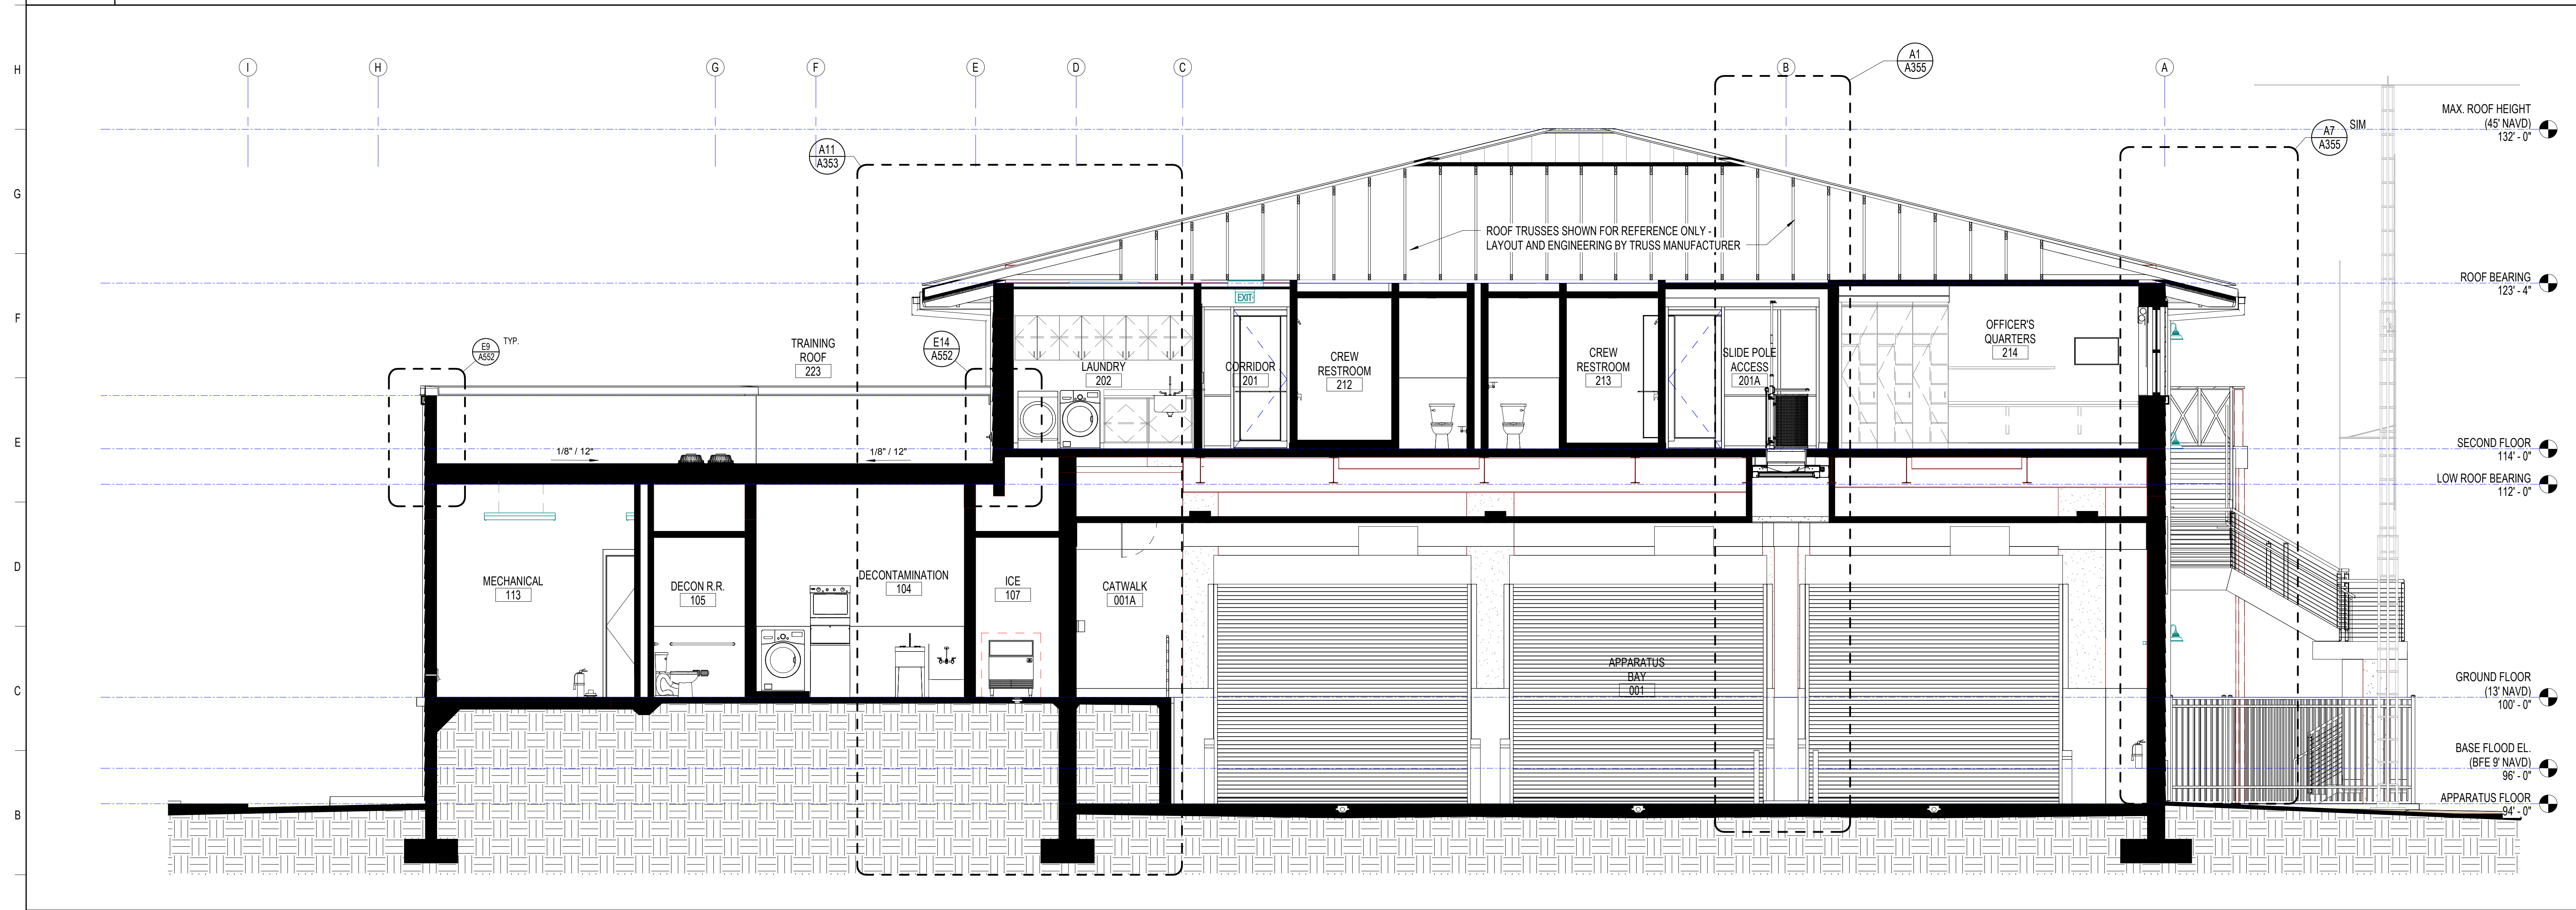 I
H
G
F
E
D
C
B
A
H
G
F
E
D
C
B
A1
A355
A11
A353
A7
A355
SIM
MAX. ROOF HEIGHT
(45' NAVD)
132' - 0"
ROOF TRUSSES SHOWN FOR REFERENCE ONLY -
LAYOUT AND ENGINEERING BY TRUSS MANUFACTURER
ROOF BEARING
123' - 4"
EXIT
E9
A552
TYP.
TRAINING
ROOF
223
E14
A552
LAUNDRY
202
CORRIDOR
201
CREW
RESTROOM
212
CREW
RESTROOM
213
SLIDE POLE
ACCESS
201A
OFFICER'S
QUARTERS
214
1/8" / 12"
1/8" / 12"
SECOND FLOOR
114' - 0"
LOW ROOF BEARING
112' - 0"
MECHANICAL
113
DECON R.R.
105
DECONTAMINATION
104
ICE
107
CATWALK
001A
APPARATUS
BAY
001
GROUND FLOOR
(13' NAVD)
100' - 0"
BASE FLOOD EL.
(BFE 9' NAVD)
96' - 0"
APPARATUS FLOOR
94' - 0"